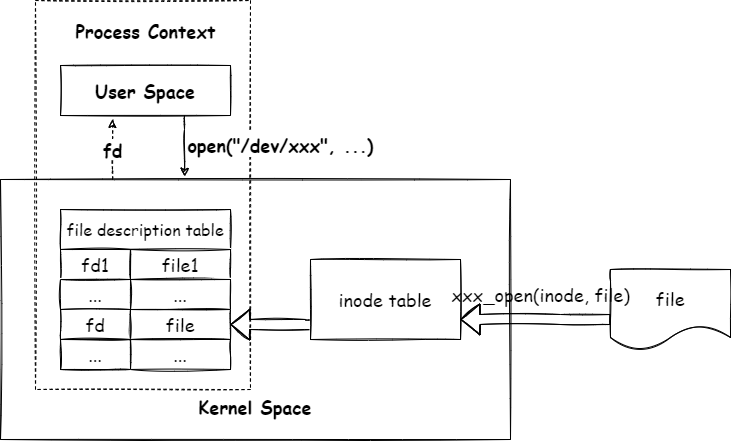 Process Context
User Space
fd
open("/dev/xxx", ...)
file description table
fd1 file1
... ...
fd file
... ...
inode table
xxx_open(inode, file)
file
Kernel Space